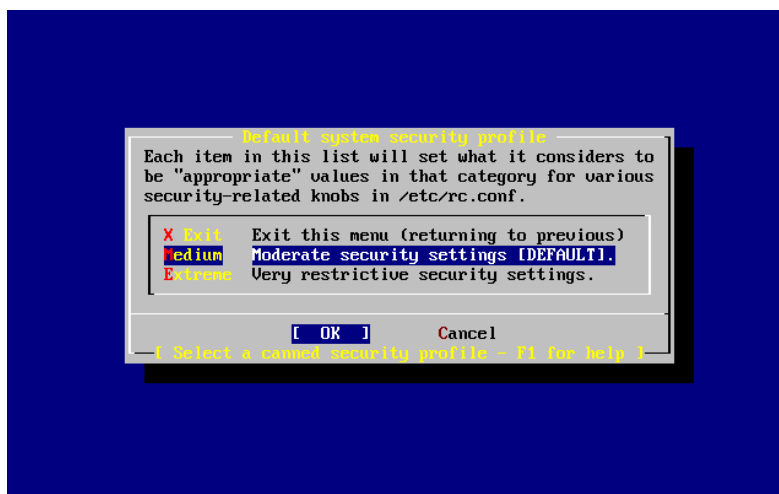 Default system security profile
Each item in this list will set what it considers to
be "appropriate" values in that category for various
security-related knobs in /etc/rc.conf.
X Exit Exit this menu (returning to previous)
Medium Moderate security settings [DEFAULT].
Extreme Very restrictive security settings.
[ OK ] Cancel
[ Select a canned security profile - F1 for help ]